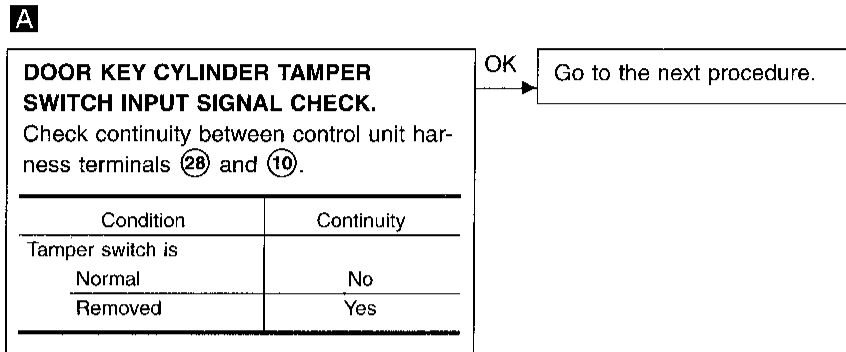 A
DOOR KEY CYLINDER TAMPER
SWITCH INPUT SIGNAL CHECK.
Check continuity between control unit har-
ness terminals 28 and 10.
Condition Continuity
Tamper switch is
Normal No
Removed Yes
OK
Go to the next procedure.